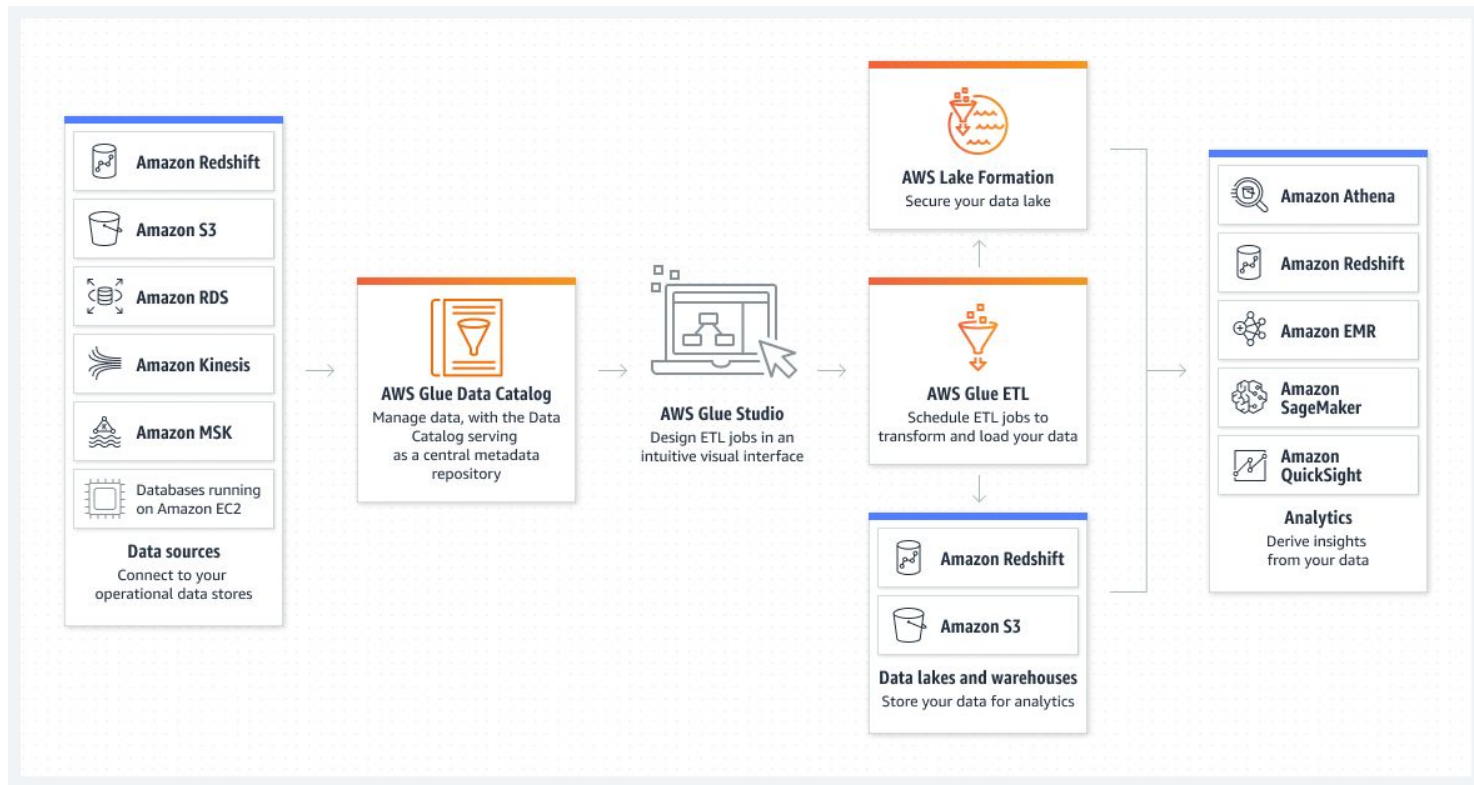 Amazon Redshift
Amazon S3
Amazon RDS
Amazon Kinesis
Amazon MSK
Databases running
on Amazon EC2
Data sources
Connect to your
operational data stores
AWS Glue Data Catalog
Manage data, with the Data
Catalog serving
as a central metadata
repository
AWS Glue Studio
Design ETL jobs in an
intuitive visual interface
AWS Lake Formation
Secure your data lake
AWS Glue ETL
Schedule ETL jobs to
transform and load your data
Amazon Redshift
Amazon S3
Data lakes and warehouses
Store your data for analytics
Amazon Athena
Amazon Redshift
Amazon EMR
Amazon
SageMaker
Amazon
QuickSight
Analytics
Derive insights
from your data